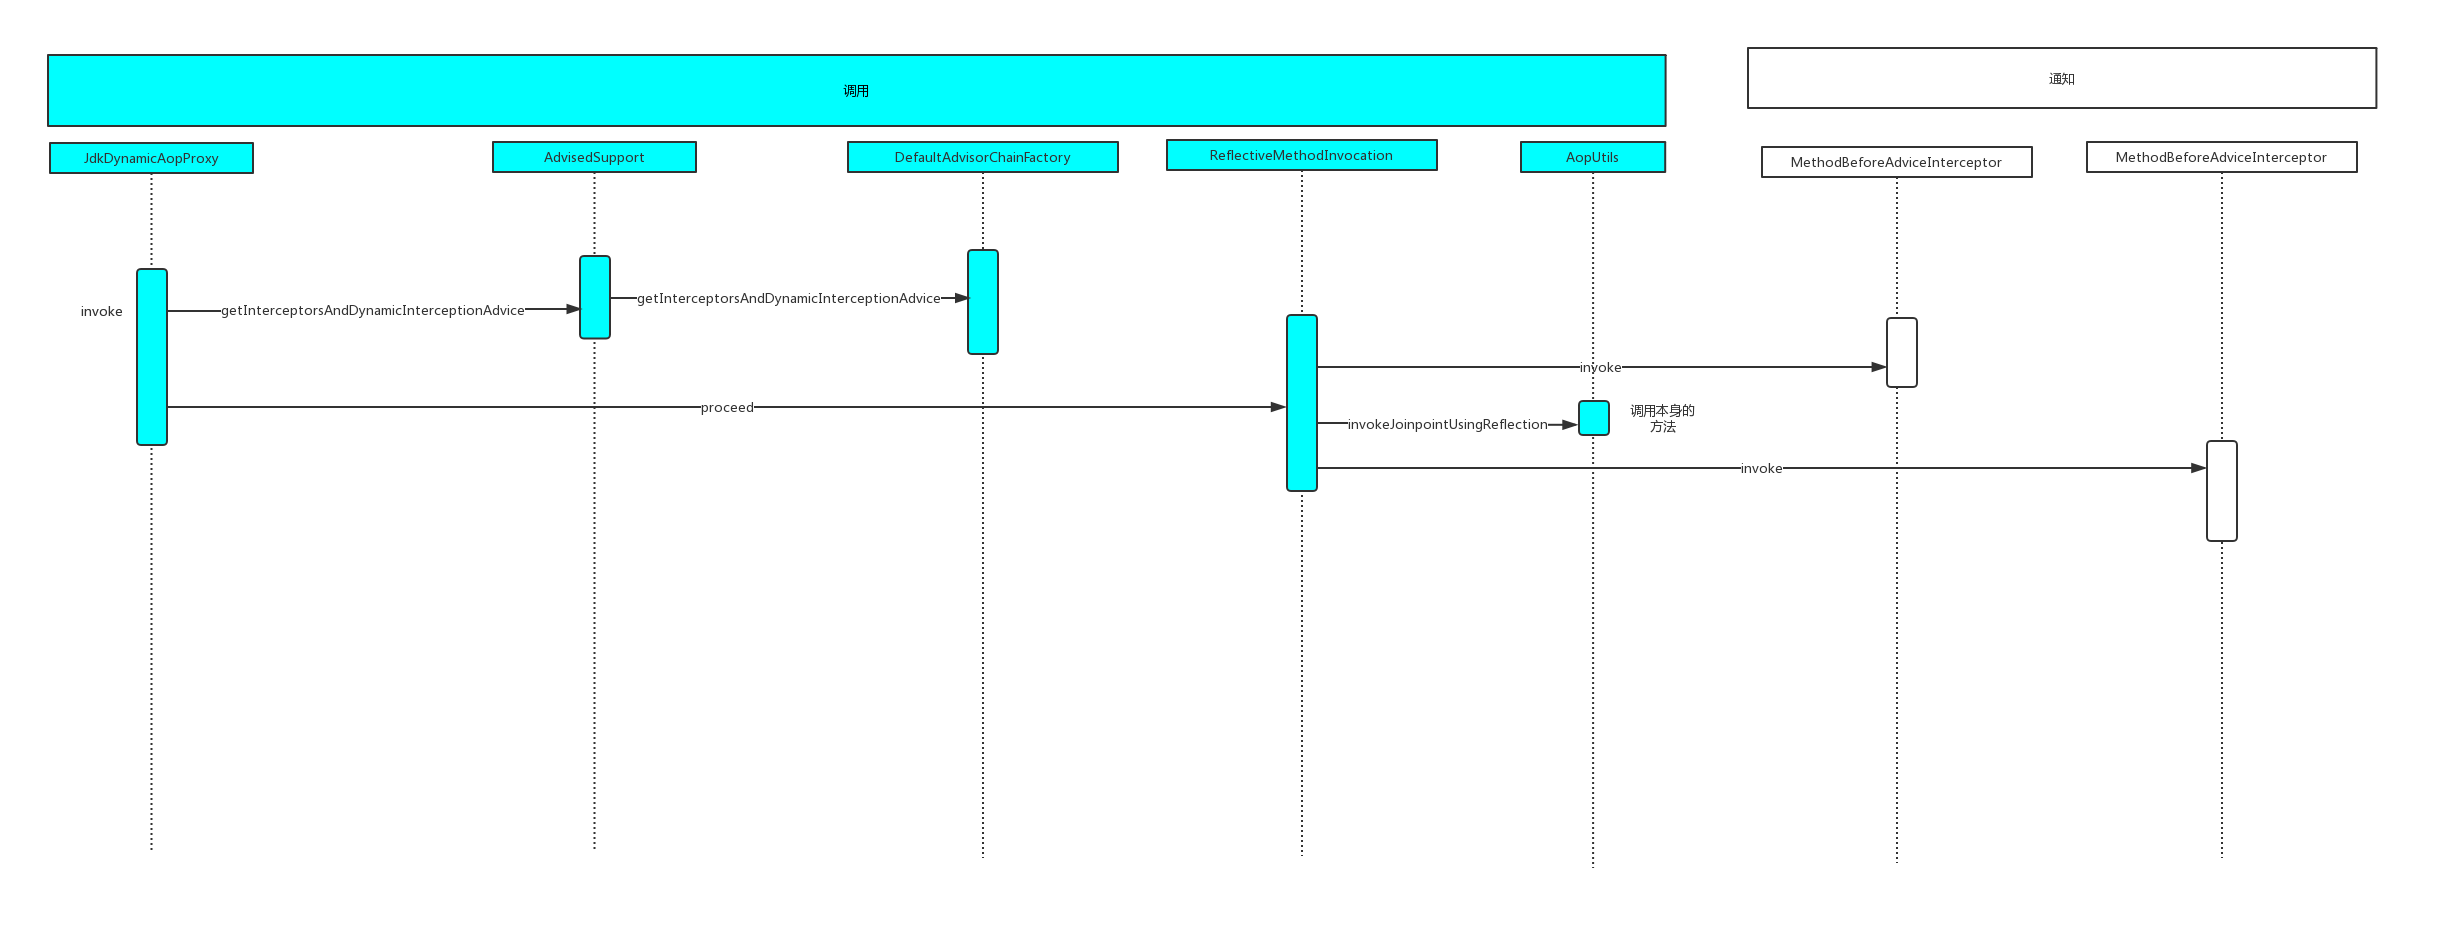 调用
通知
JdkDynamicAopProxy
AdvisedSupport
DefaultAdvisorChainFactory
ReflectiveMethodInvocation
AopUtils
MethodBeforeAdviceInterceptor
MethodBeforeAdviceInterceptor
invoke
getInterceptorsAndDynamicInterceptionAdvice
getInterceptorsAndDynamicInterceptionAdvice
invoke
proceed
invokeJoinpointUsingReflection
调用本身的
方法
invoke